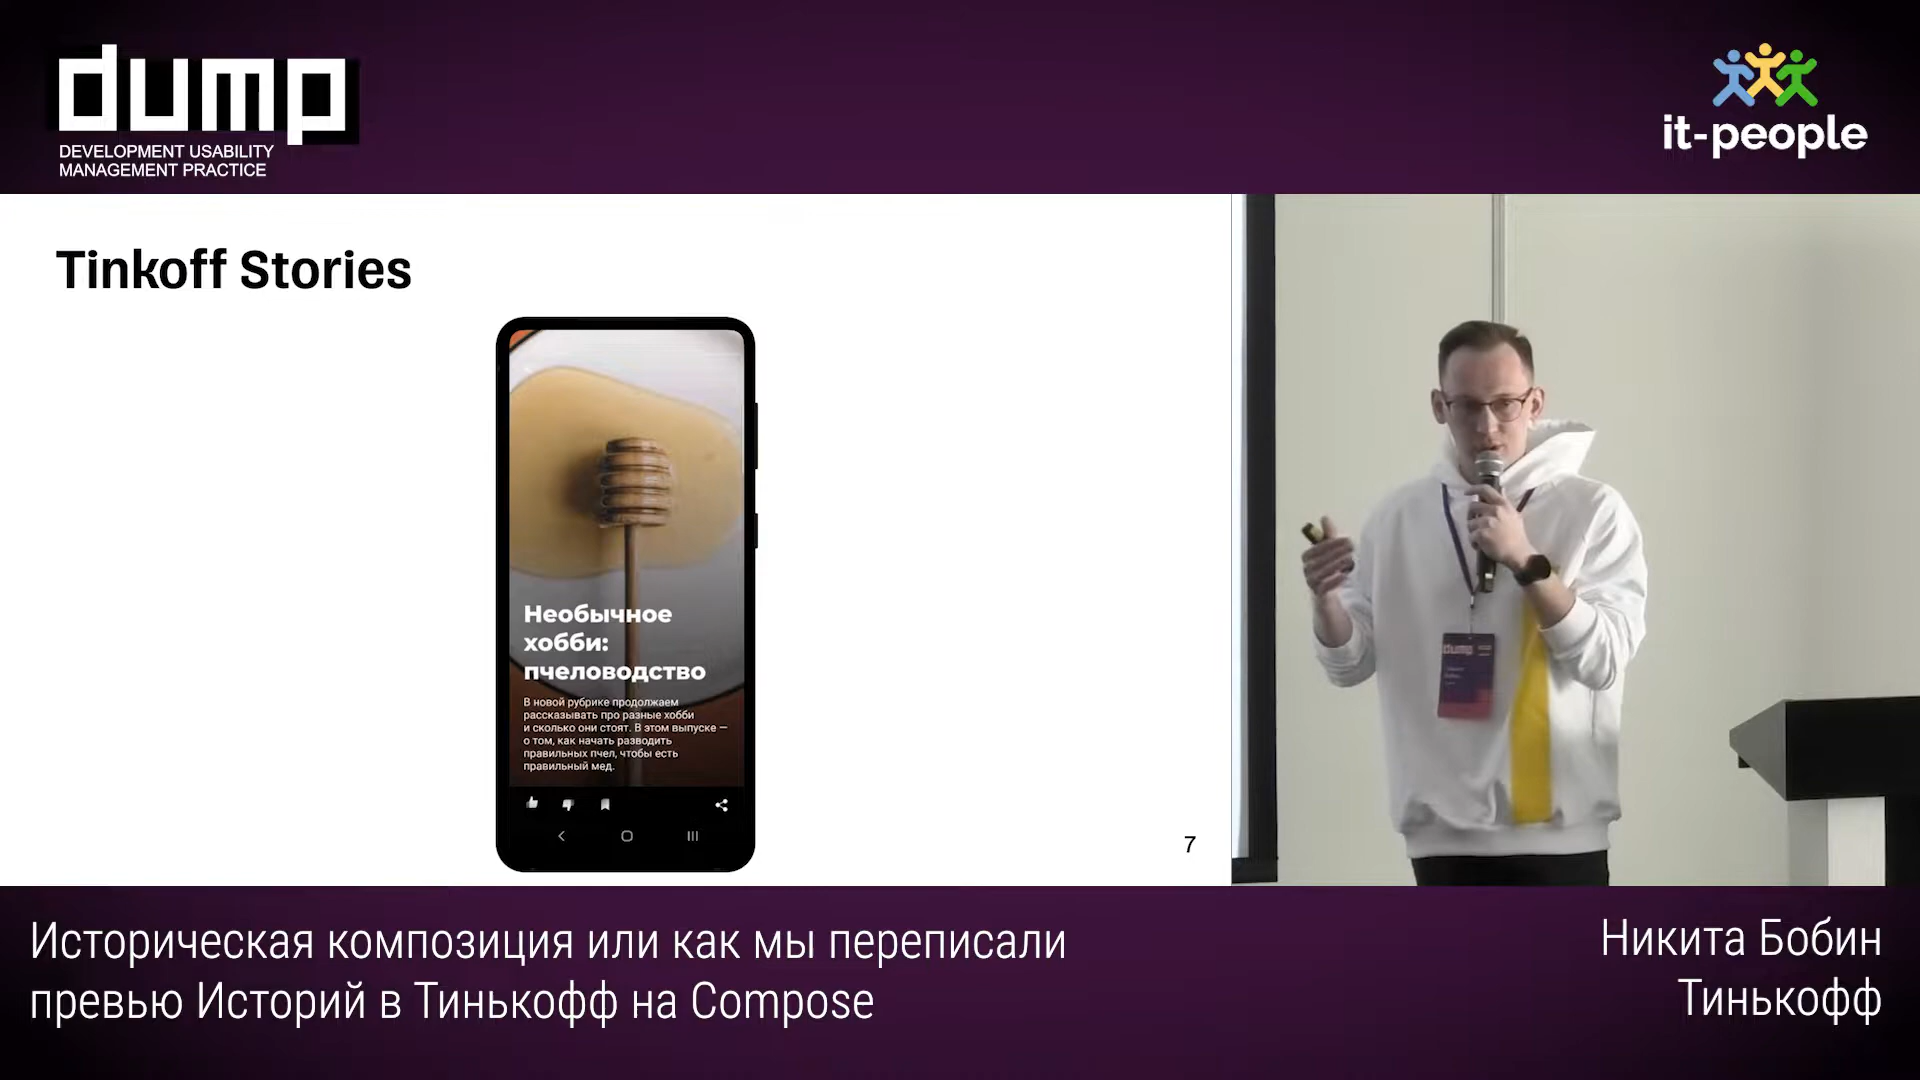 dump
DEVELOPMENT USABILITY
MANAGEMENT PRACTICE
it-people
Tinkoff Stories
Необычное
хобби:
пчеловодство
В новой рубрике продолжаем
рассказывать про разные хобби
и сколько они стоят. В этом выпуске —
о том, как начать разводить
правильных пчел, чтобы есть
правильный мед.
7
dump
Историческая композиция или как мы переписали
превью Историй в Тинькофф на Compose
Никита Бобин
Тинькофф